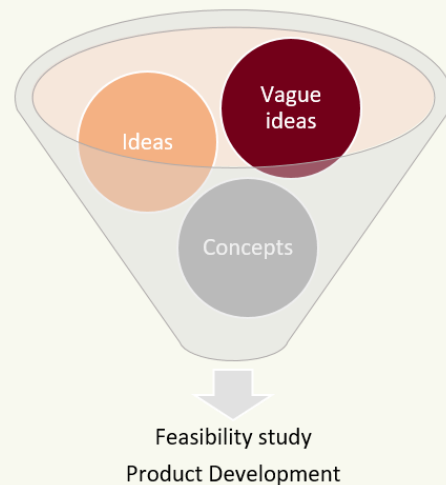 Vague
ideas
Ideas
Concepts
Feasibility study
Product Development